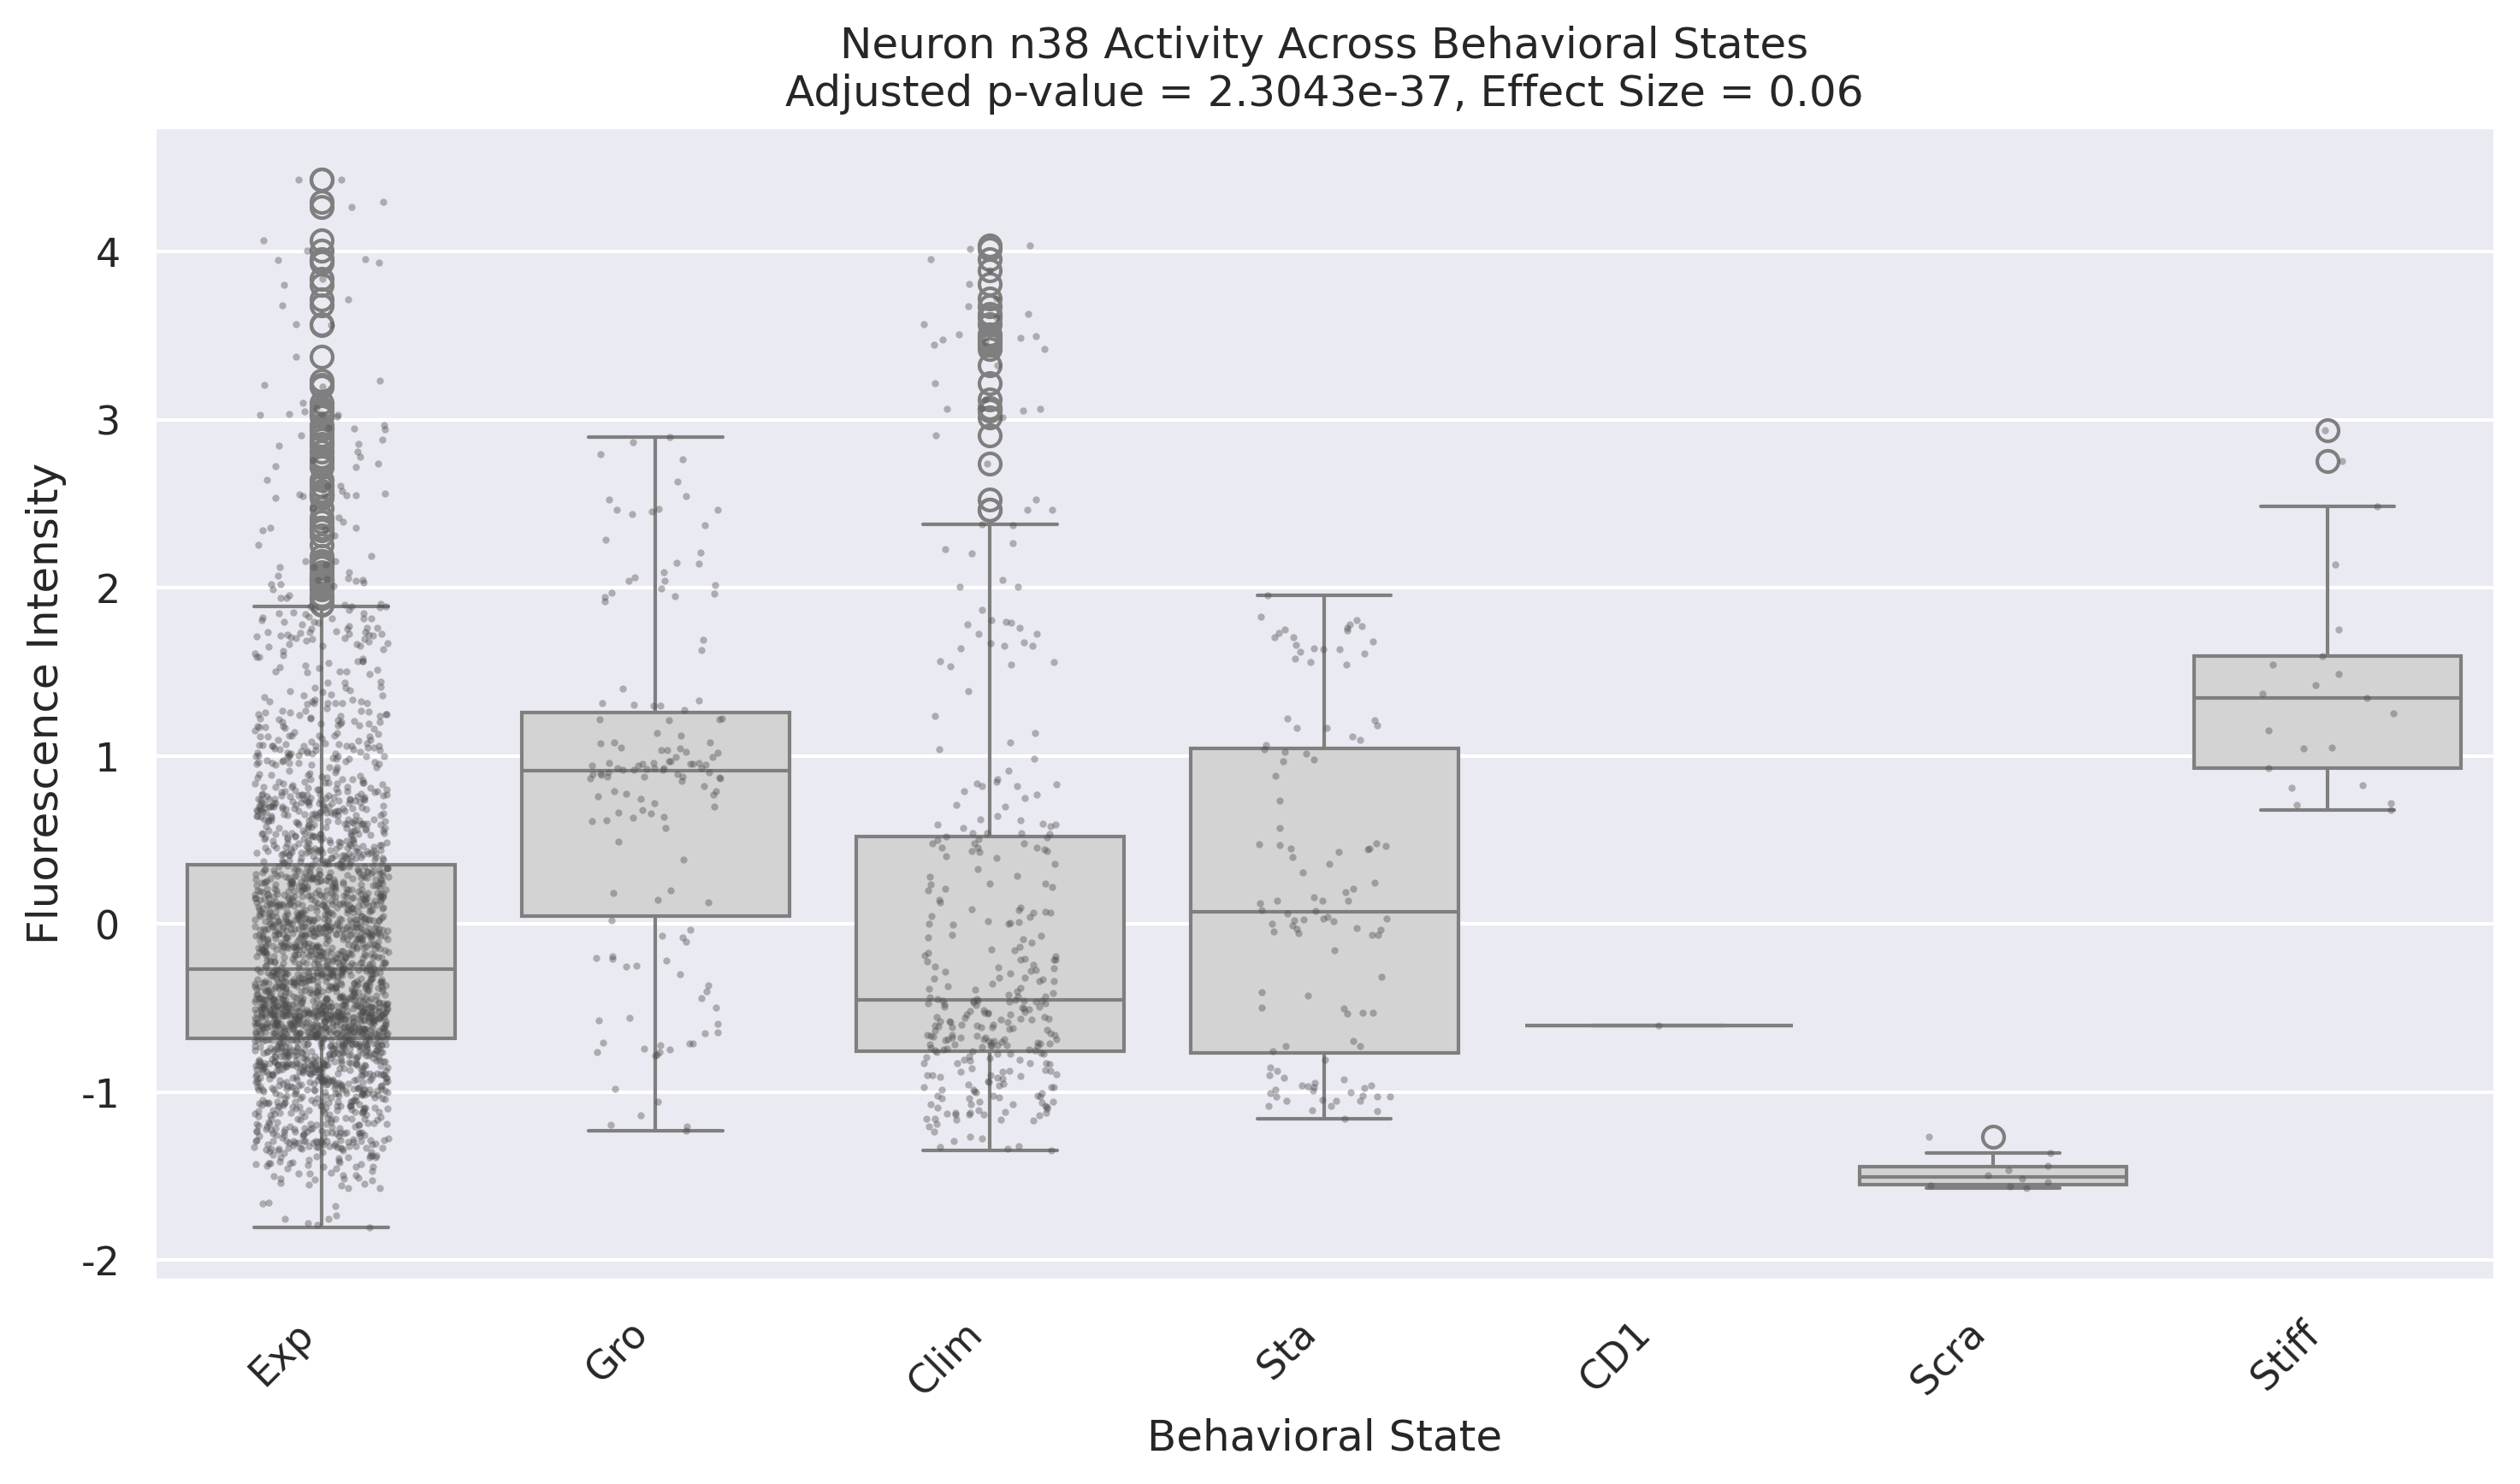 Neuron n38 Activity Across Behavioral States
Adjusted p-value = 2.3043e-37, Effect Size = 0.06
Fluorescence Intensity
4
3
2
1
0
-1
-2
Exp
Gro
Clim
Sta
CD1
Scra
Stiff
Behavioral State